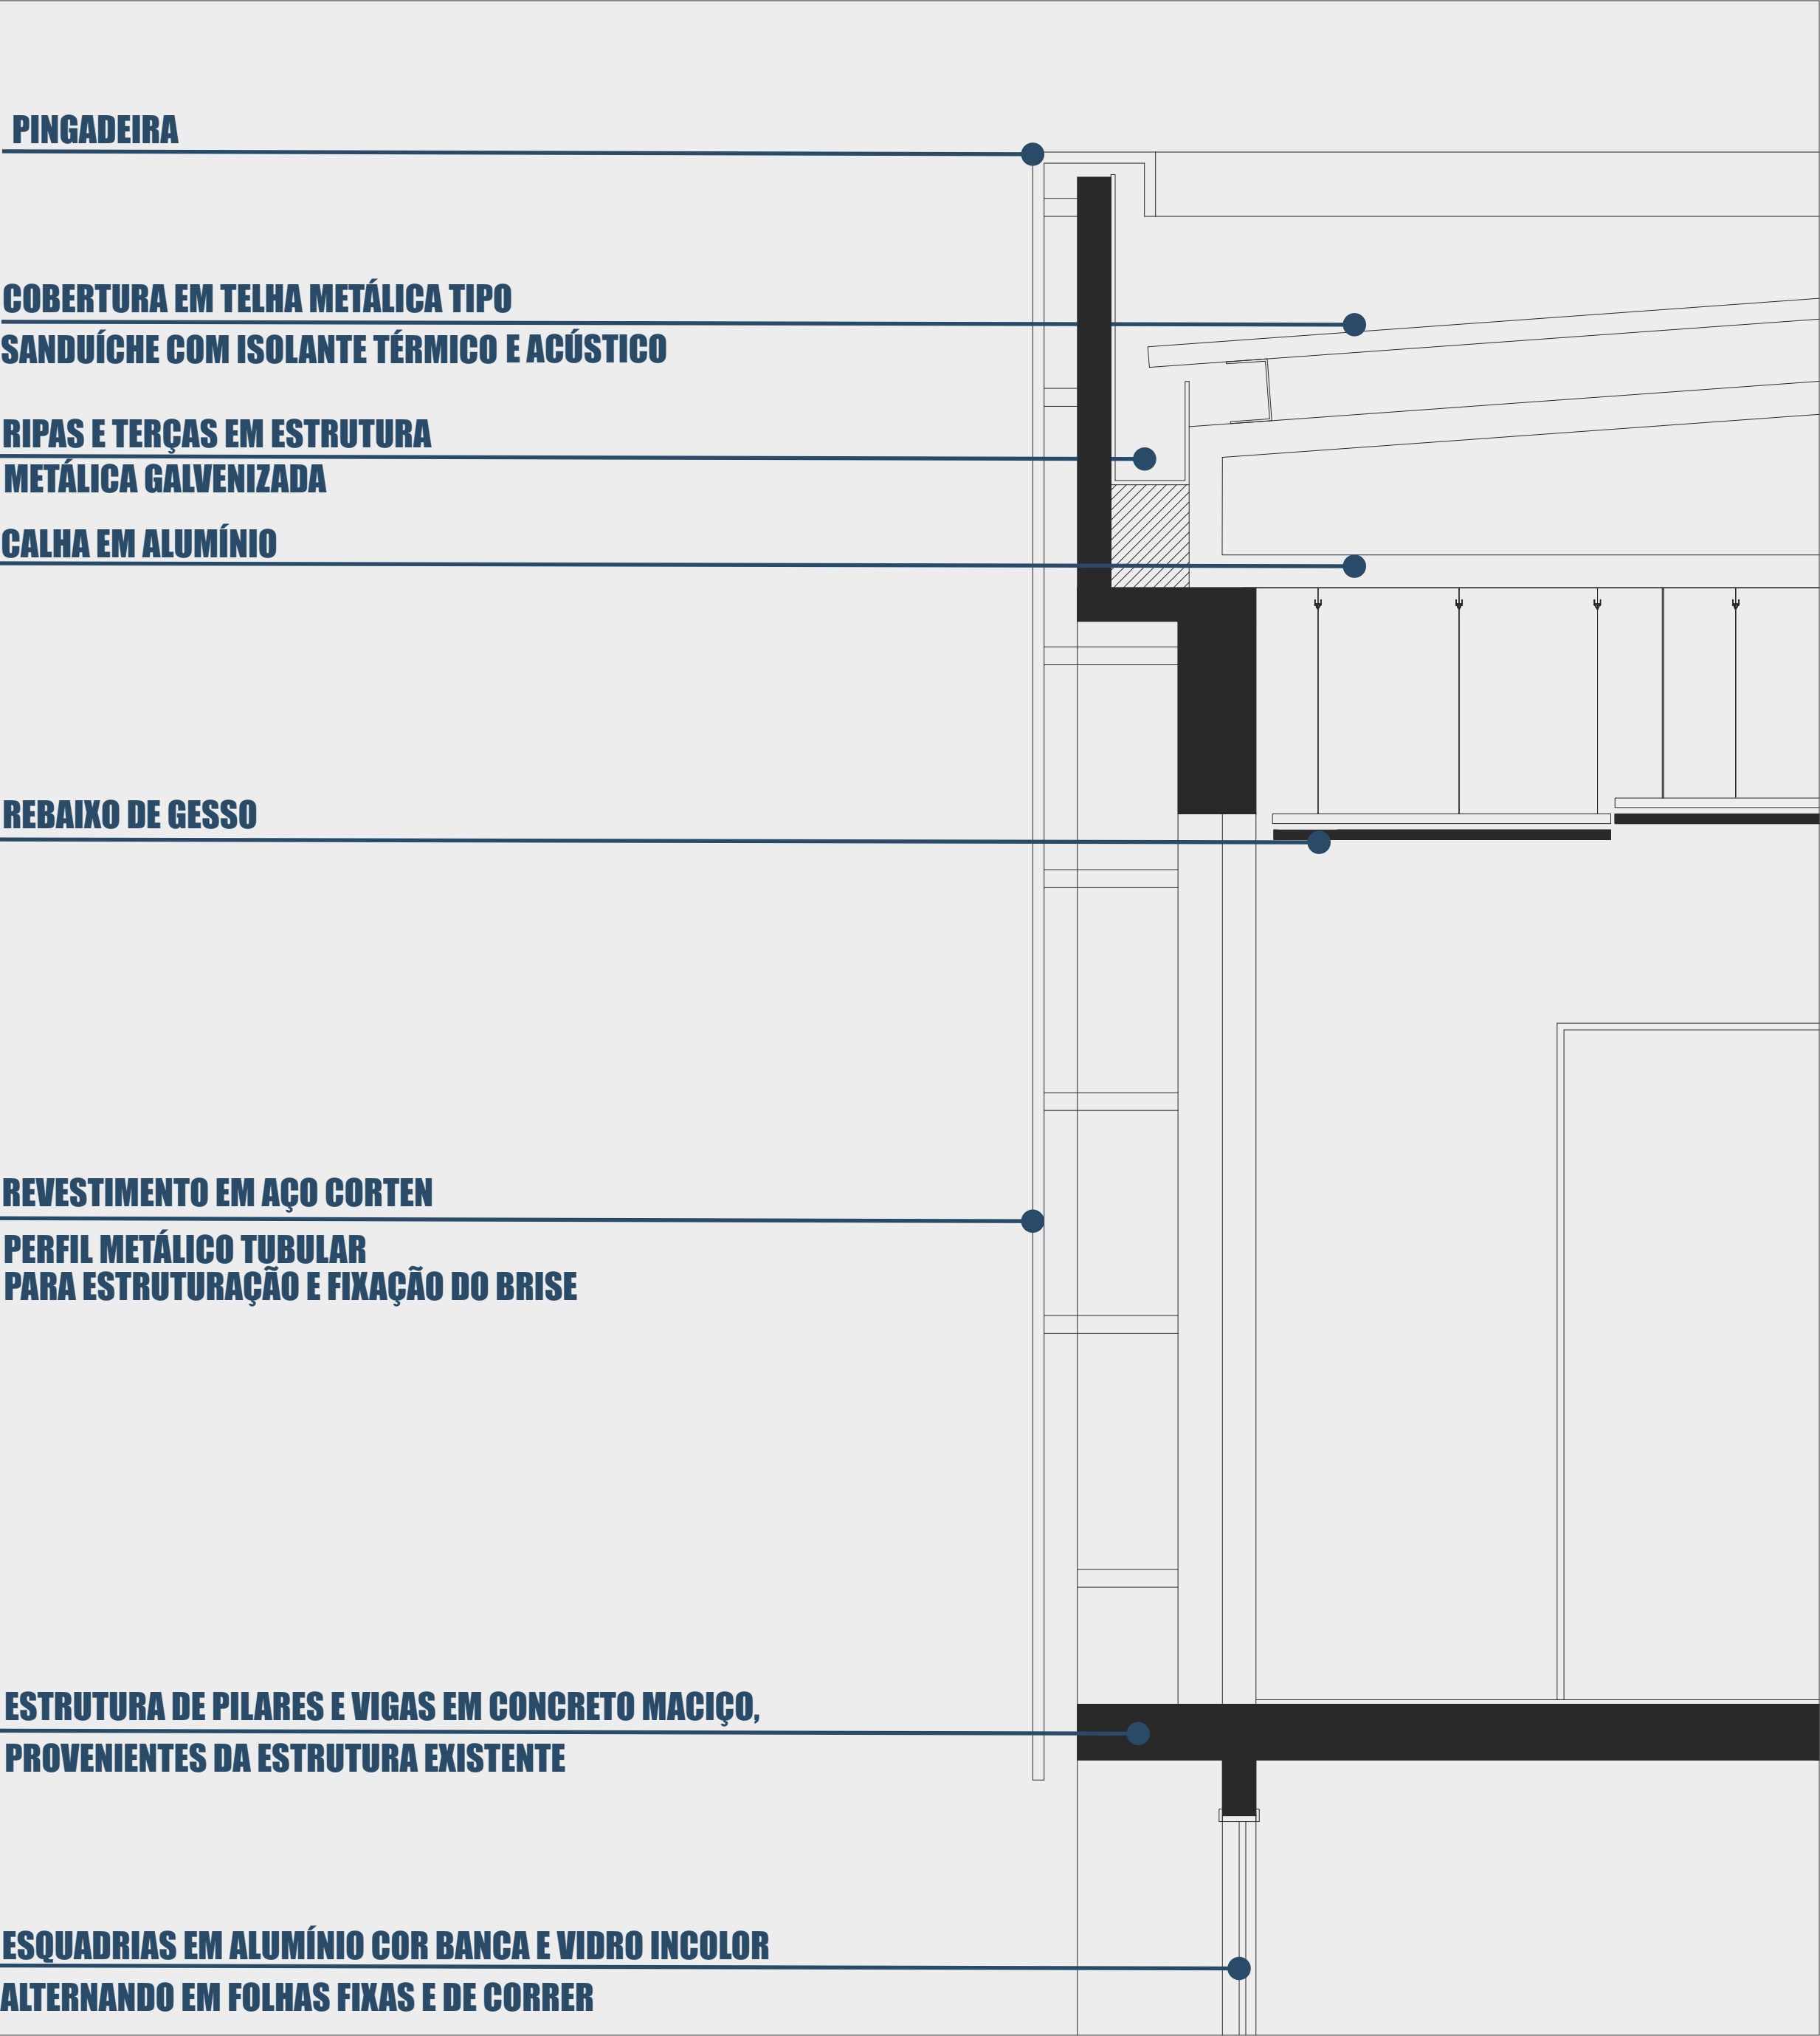 PINGADEIRA
COBERTURA EM TELHA METÁLICA TIPO
SANDUÍCHE COM ISOLANTE TÉRMICO E ACÚSTICO
RIPAS E TERÇAS EM ESTRUTURA
METÁLICA GALVENIZADA
CALHA EM ALUMÍNIO
REBAIXO DE GESSO
REVESTIMENTO EM AÇO CORTEN
PERFIL METÁLICO TUBULAR
PARA ESTRUTURAÇÃO E FIXAÇÃO DO BRISE
ESTRUTURA DE PILARES E VIGAS EM CONCRETO MACIÇO,
PROVENIENTES DA ESTRUTURA EXISTENTE
ESQUADRIAS EM ALUMÍNIO COR BANCA E VIDRO INCOLOR
ALTERNANDO EM FOLHAS FIXAS E DE CORRER